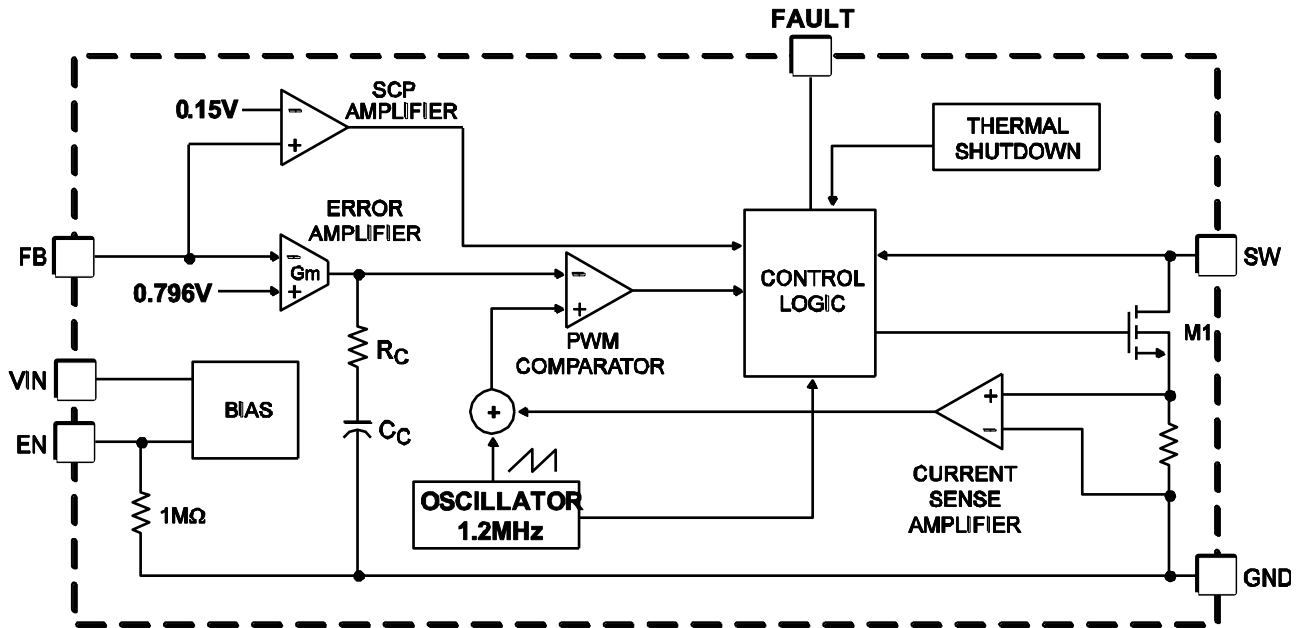 FAULT
SCP
AMPLIFIER
0.15V
−
+
THERMAL
SHUTDOWN
ERROR
AMPLIFIER
FB
−
Gm
+
0.796V
−
+
PWM
COMPARATOR
CONTROL
LOGIC
SW
M1
RC
VIN
BIAS
EN
CC
+
+
−
1MΩ
OSCILLATOR
1.2MHz
CURRENT
SENSE
AMPLIFIER
GND